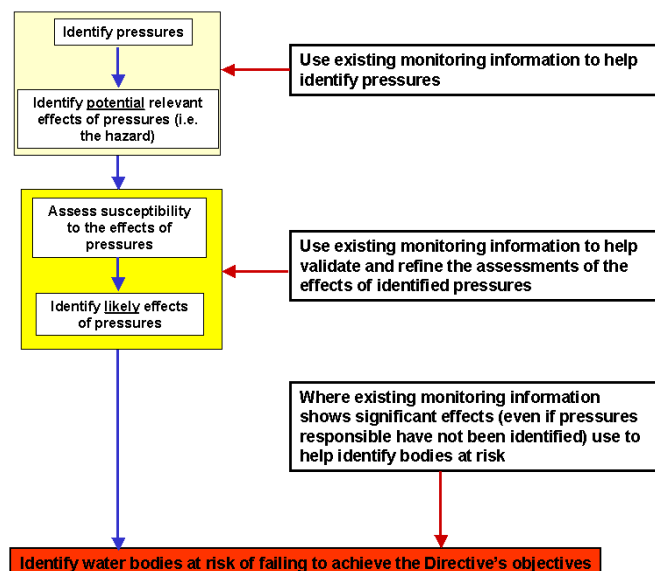 Identify pressures
Identify potential relevant
effects of pressures (i.e.
the hazard)
Use existing monitoring information to help
identify pressures
Assess susceptibility
to the effects of
pressures
Identify likely effects
of pressures
Use existing monitoring information to help
validate and refine the assessments of the
effects of identified pressures
Where existing monitoring information
shows significant effects (even if pressures
responsible have not been identified) use to
help identify bodies at risk
Identify water bodies at risk of failing to achieve the Directive's objectives